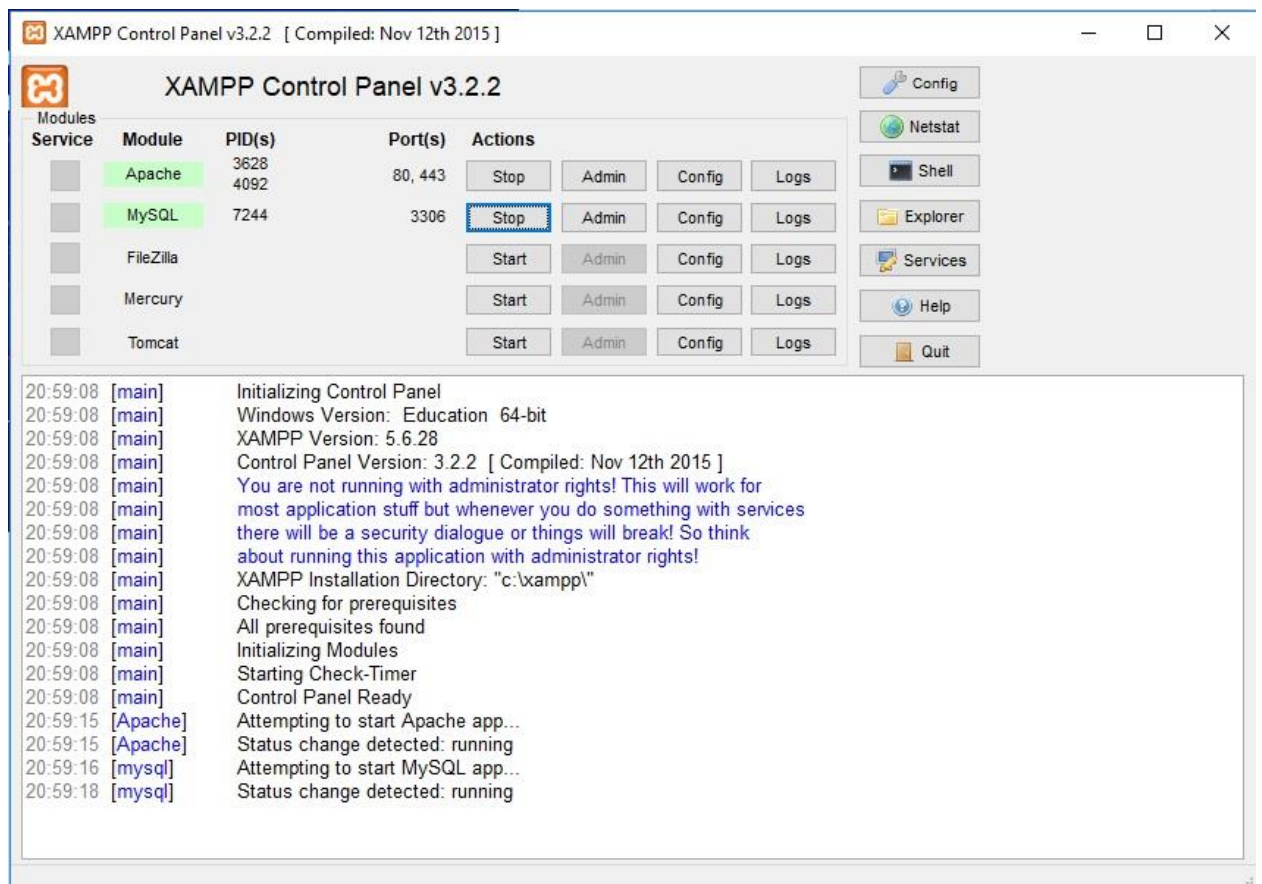 XAMPP Control Panel v3.2.2 [ Compiled: Nov 12th 2015 ]
XAMPP Control Panel v3.2.2
Config
Modules
Service Module PID(s) Port(s) Actions
Netstat
Apache 3628 4092 80, 443 Stop Admin Config Logs
Shell
MySQL 7244 3306 Stop Admin Config Logs
Explorer
FileZilla Start Admin Config Logs
Services
Mercury Start Admin Config Logs
Help
Tomcat Start Admin Config Logs
Quit
20:59:08 [main] Initializing Control Panel
20:59:08 [main] Windows Version: Education 64-bit
20:59:08 [main] XAMPP Version: 5.6.28
20:59:08 [main] Control Panel Version: 3.2.2 [ Compiled: Nov 12th 2015 ]
20:59:08 [main] You are not running with administrator rights! This will work for
20:59:08 [main] most application stuff but whenever you do something with services
20:59:08 [main] there will be a security dialogue or things will break! So think
20:59:08 [main] about running this application with administrator rights!
20:59:08 [main] XAMPP Installation Directory: "c:\xampp\"
20:59:08 [main] Checking for prerequisites
20:59:08 [main] All prerequisites found
20:59:08 [main] Initializing Modules
20:59:08 [main] Starting Check-Timer
20:59:08 [main] Control Panel Ready
20:59:15 [Apache] Attempting to start Apache app...
20:59:15 [Apache] Status change detected: running
20:59:16 [mysql] Attempting to start MySQL app...
20:59:18 [mysql] Status change detected: running